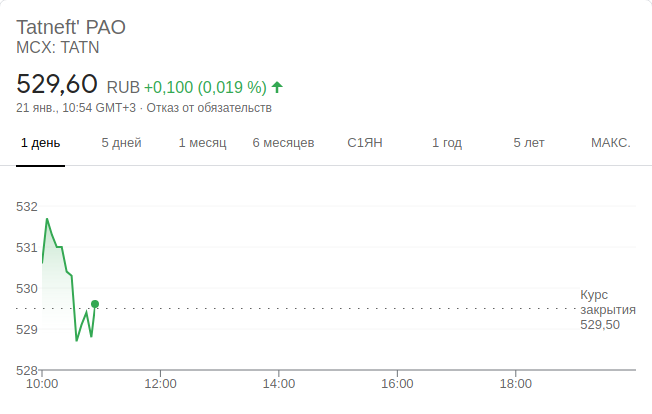 Tatneft' PAO
MCX: TATN
529,60 RUB +0,100 (0,019 %)
21 янв., 10:54 GMT+3 · Отказ от обязательств
1 день 5 дней 1 месяц 6 месяцев С1ЯН 1 год 5 лет МАКС.
532
531
530
529
528
Курс
закрытия
529,50
10:00 12:00 14:00 16:00 18:00